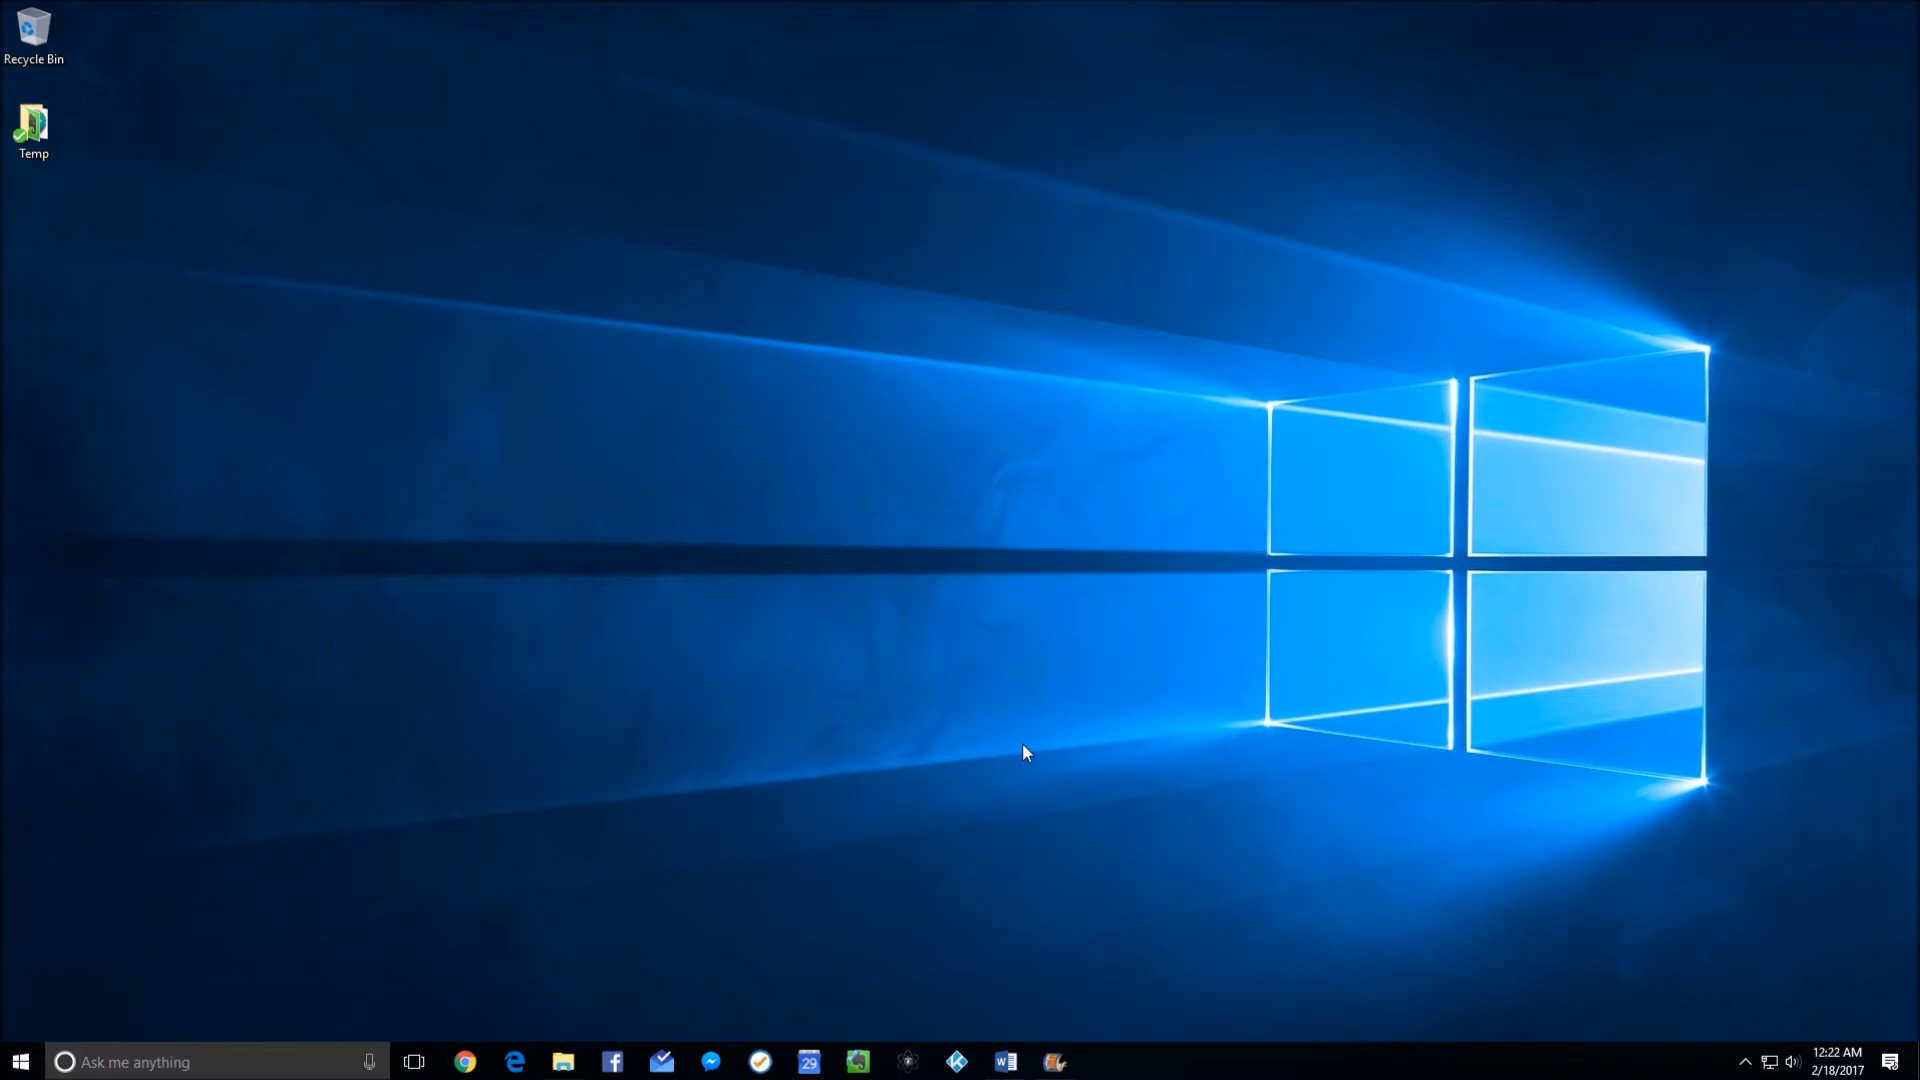 Recycle Bin
Temp
Ask me anything
29
W
12:22 AM
2/18/2017